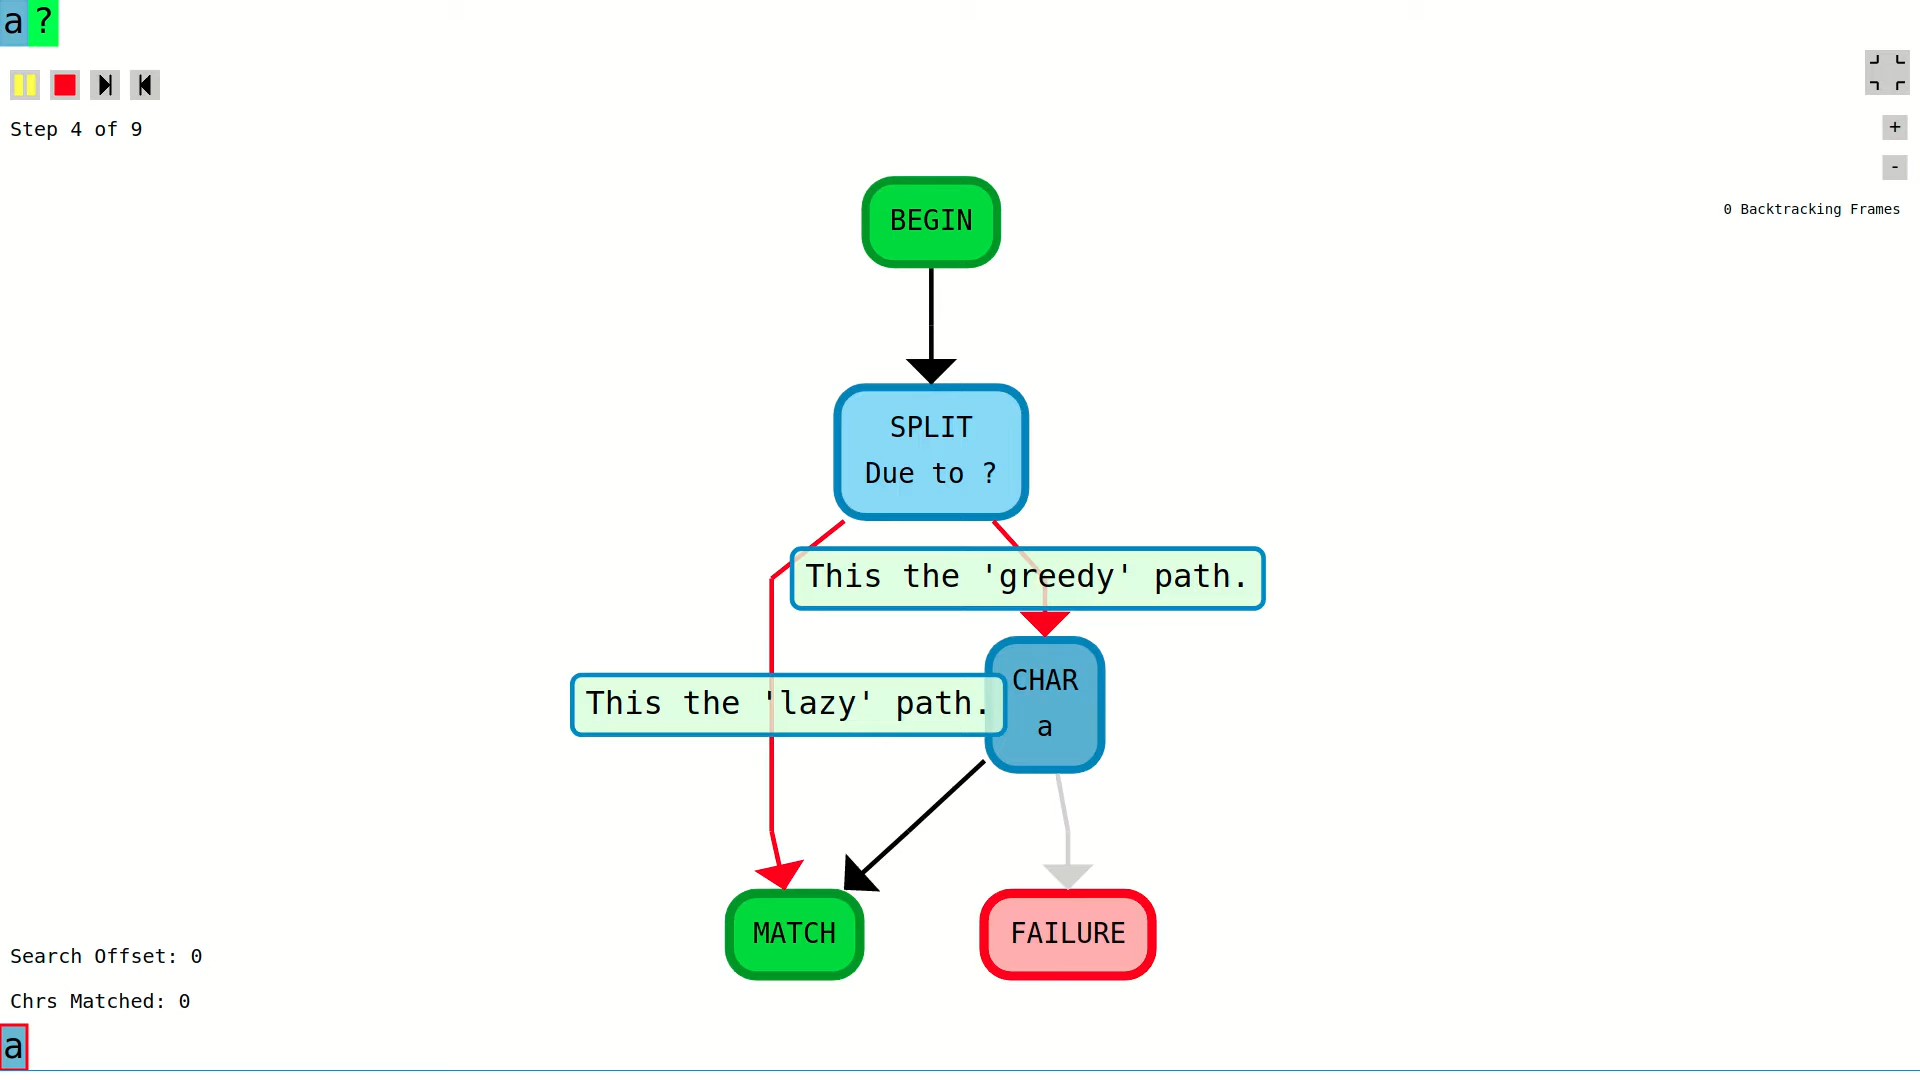 a?
Step 4 of 9
+
-
0 Backtracking Frames
BEGIN
SPLIT
Due to ?
This the 'greedy' path.
CHAR
a
This the 'lazy' path.
MATCH
FAILURE
Search Offset: 0
Chrs Matched: 0
a